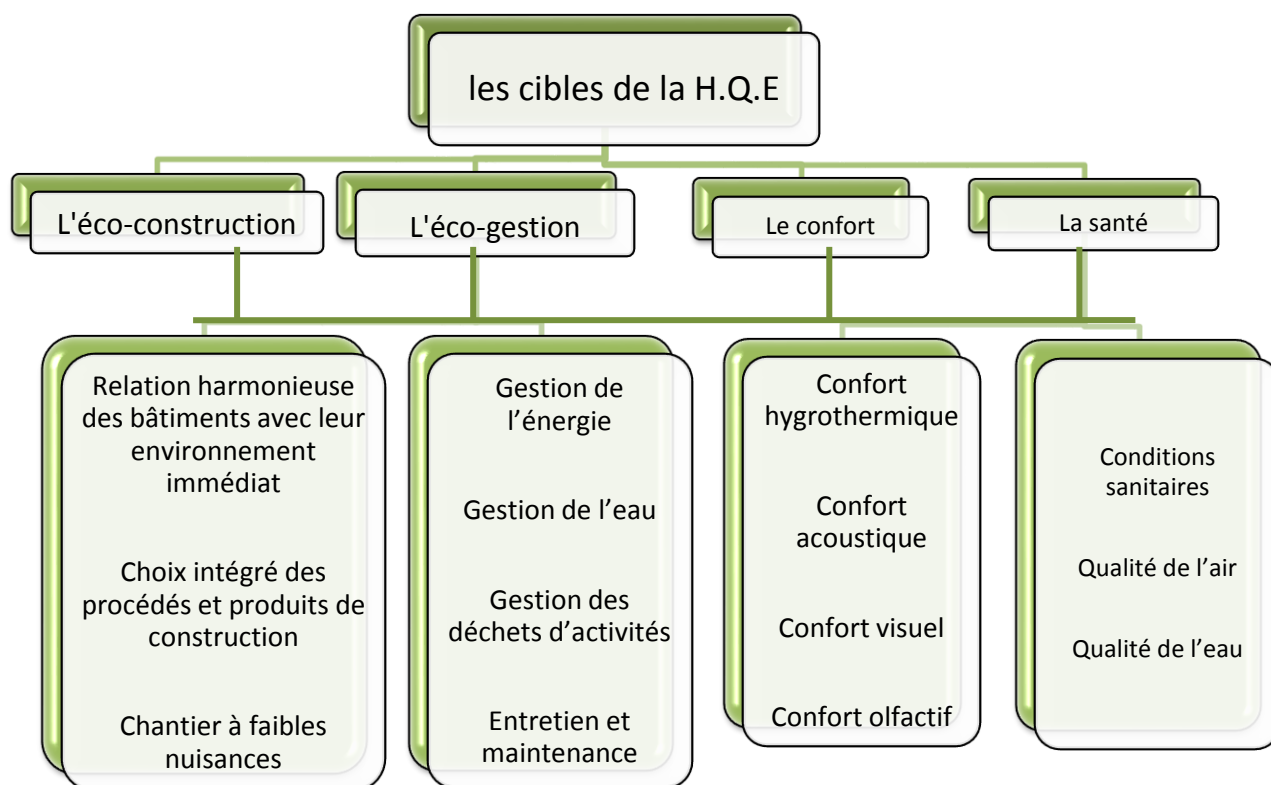 les cibles de la H.Q.E
L'éco-construction
L'éco-gestion
Le confort
La santé
Relation harmonieuse
des bâtiments avec leur
environnement
immédiat
Choix intégré des
procédés et produits de
construction
Chantier à faibles
nuisances
Gestion de
l’énergie
Gestion de l’eau
Gestion des
déchets d’activités
Entretien et
maintenance
Confort
hygrothermique
Confort
acoustique
Confort visuel
Confort olfactif
Conditions
sanitaires
Qualité de l’air
Qualité de l’eau